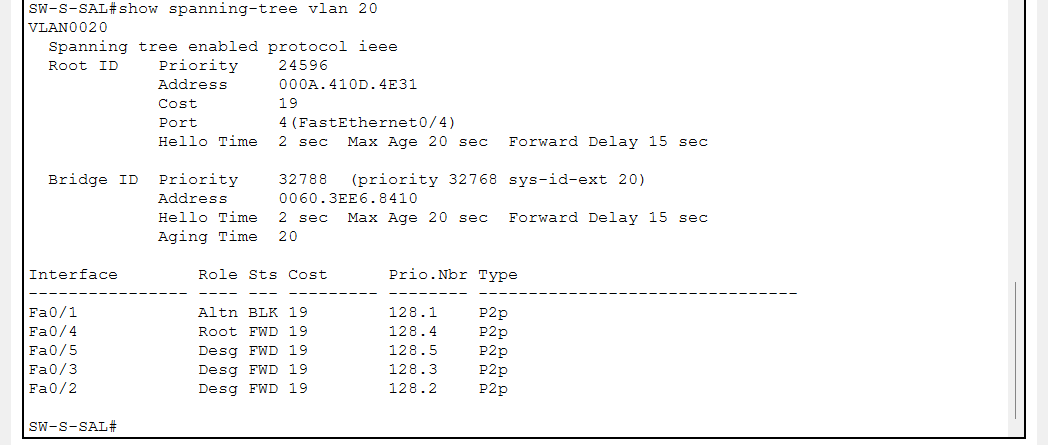 SW-S-SAL#show spanning-tree vlan 20
VLAN0020
  Spanning tree enabled protocol ieee
  Root ID    Priority    24596
             Address     000A.410D.4E31
             Cost        19
             Port        4(FastEthernet0/4)
             Hello Time  2 sec  Max Age 20 sec  Forward Delay 15 sec

  Bridge ID  Priority    32788  (priority 32768 sys-id-ext 20)
             Address     0060.3EE6.8410
             Hello Time  2 sec  Max Age 20 sec  Forward Delay 15 sec
             Aging Time  20

Interface        Role Sts Cost      Prio.Nbr Type
---------------- ---- --- --------- -------- --------------------------------
Fa0/1            Altn BLK 19        128.1    P2p
Fa0/4            Root FWD 19        128.4    P2p
Fa0/5            Desg FWD 19        128.5    P2p
Fa0/3            Desg FWD 19        128.3    P2p
Fa0/2            Desg FWD 19        128.2    P2p

SW-S-SAL#